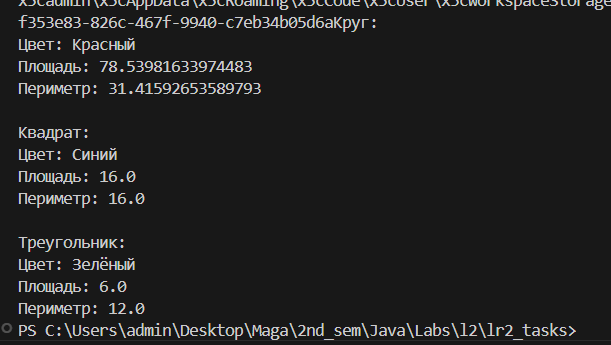 x5cadmin\x5cAppData\x5cRoaming\x5cCode\x5cUser\x5cworkspaceStorage
f353e83-826c-467f-9940-c7eb34b05d6aКруг:
Цвет: Красный
Площадь: 78.53981633974483
Периметр: 31.41592653589793
Квадрат:
Цвет: Синий
Площадь: 16.0
Периметр: 16.0
Треугольник:
Цвет: Зелёный
Площадь: 6.0
Периметр: 12.0
PS C:\Users\admin\Desktop\Maga\2nd_sem\Java\Labs\l2\lr2_tasks>